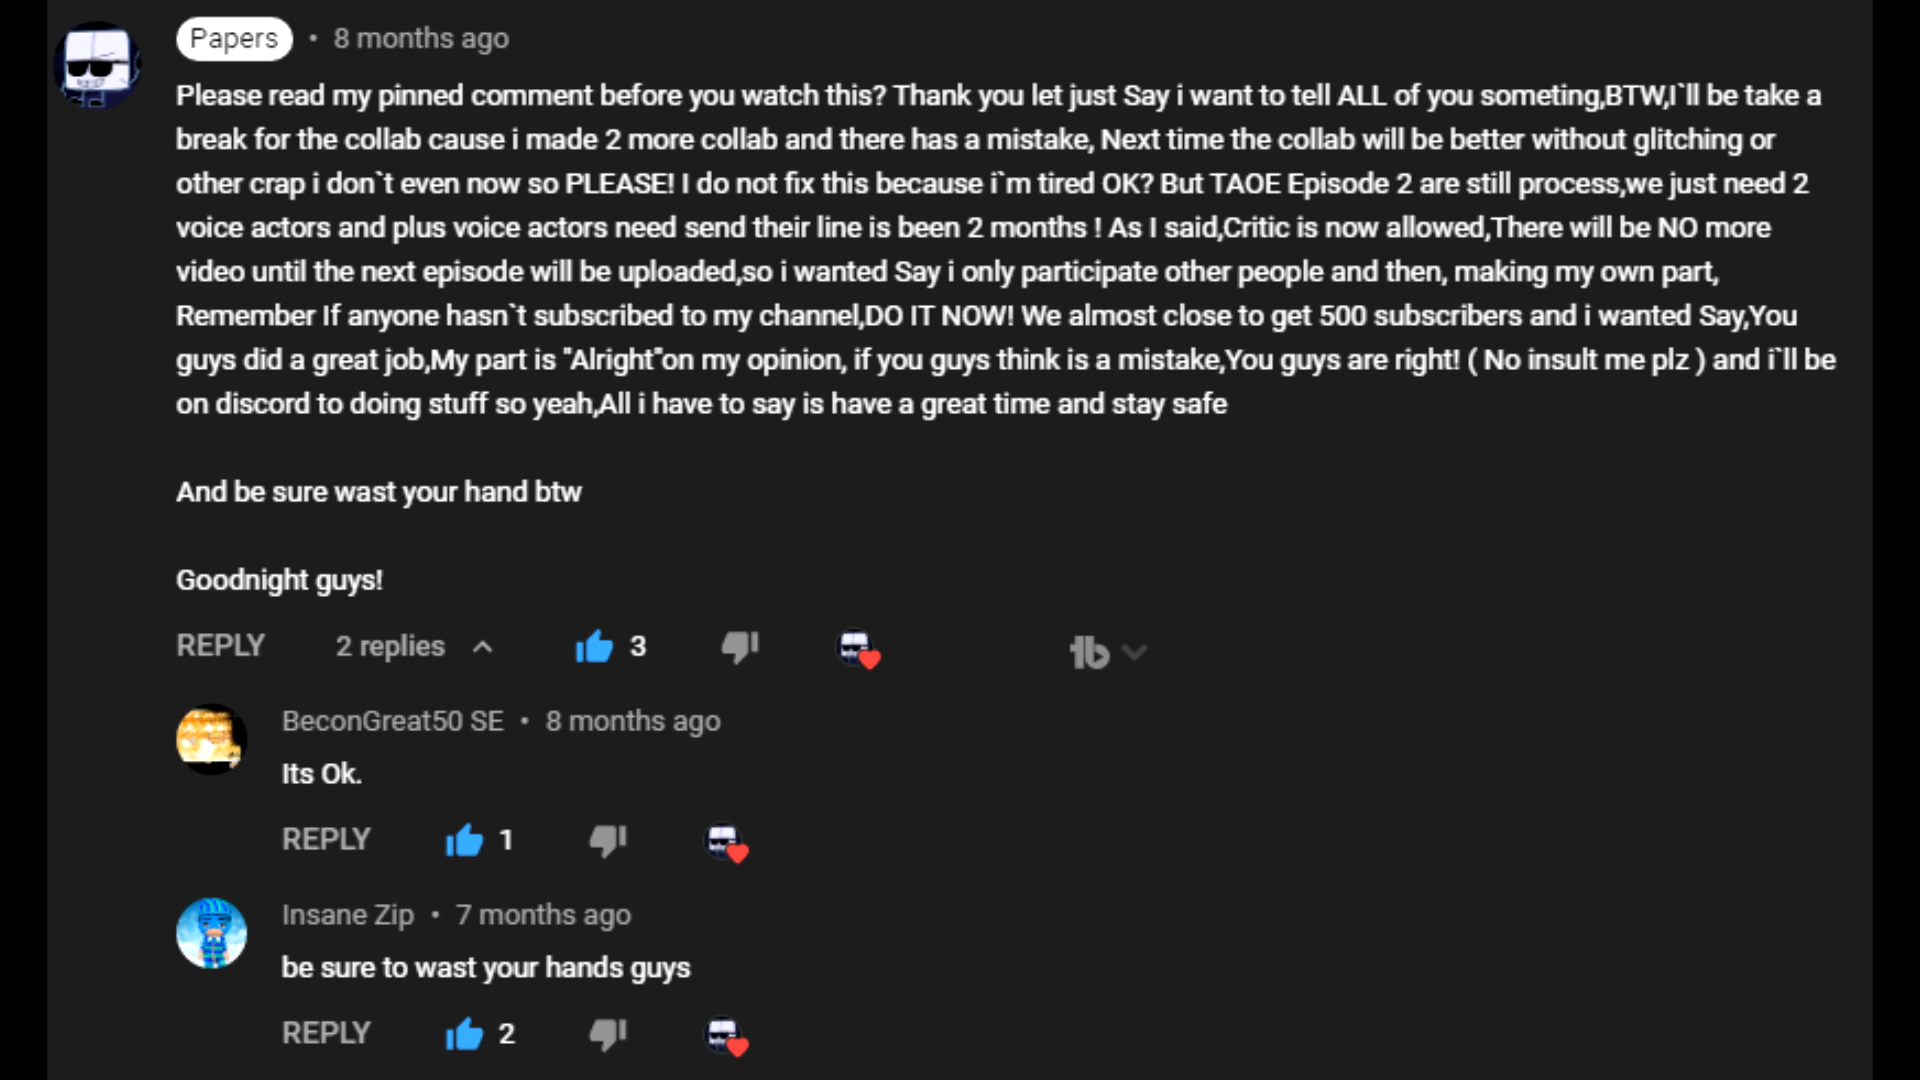 Papers • 8 months ago
Please read my pinned comment before you watch this? Thank you let just Say i want to tell ALL of you someting,BTW,I`ll be take a
break for the collab cause i made 2 more collab and there has a mistake, Next time the collab will be better without glitching or
other crap i don`t even now so PLEASE! I do not fix this because i`m tired OK? But TAOE Episode 2 are still process,we just need 2
voice actors and plus voice actors need send their line is been 2 months ! As I said,Critic is now allowed,There will be NO more
video until the next episode will be uploaded,so i wanted Say i only participate other people and then, making my own part,
Remember If anyone hasn`t subscribed to my channel,DO IT NOW! We almost close to get 500 subscribers and i wanted Say,You
guys did a great job,My part is "Alright"on my opinion, if you guys think is a mistake,You guys are right! ( No insult me plz ) and i`ll be
on discord to doing stuff so yeah,All i have to say is have a great time and stay safe
And be sure wast your hand btw
Goodnight guys!
REPLY 2 replies 3
BeconGreat50 SE • 8 months ago
Its Ok.
REPLY 1
Insane Zip • 7 months ago
be sure to wast your hands guys
REPLY 2